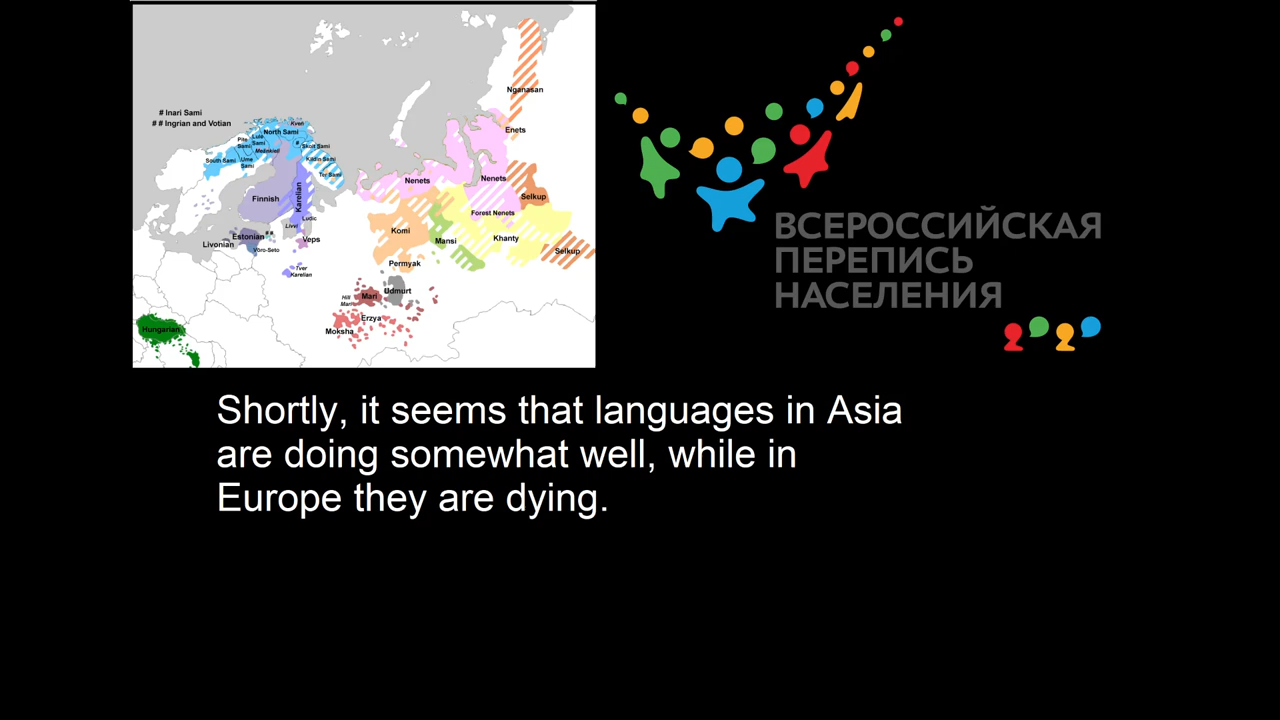 Nganasan
# Inari Sami
# # Ingrian and Votian
Kven
Enets
North Sami
Pite Sami
Lule Sami
#
Skolt Sami
Meänkieli
South Sami
Ume Sami
Kildin Sami
Ter Sami
Nenets
Nenets
Selkup
Finnish
Karelian
Forest Nenets
Ludic
Livvi
Komi
Estonian
# #
Veps
Mansi
Khanty
Livonian
Võro-Seto
Selkup
Permyak
Tver Karelian
Udmurt
Hill Mari
Mari
Erzya
Moksha
Hungarian
ВСЕРОССИЙСКАЯ
ПЕРЕПИСЬ
НАСЕЛЕНИЯ
2020
Shortly, it seems that languages in Asia
are doing somewhat well, while in
Europe they are dying.